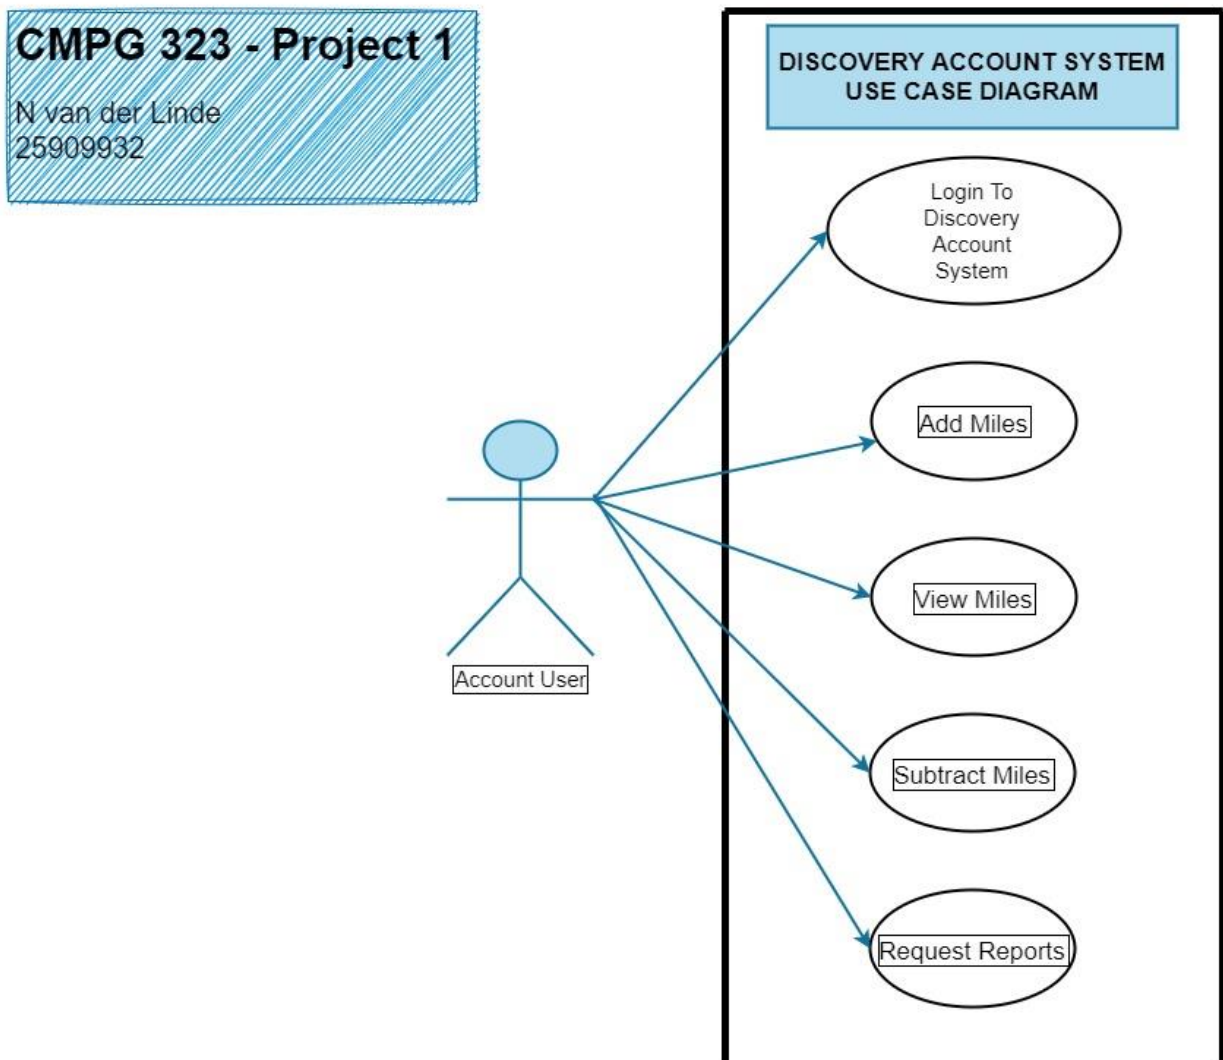 CMPG 323 - Project 1
N van der Linde
25909932
DISCOVERY ACCOUNT SYSTEM
USE CASE DIAGRAM
Login To
Discovery
Account
System
Add Miles
View Miles
Account User
Subtract Miles
Request Reports